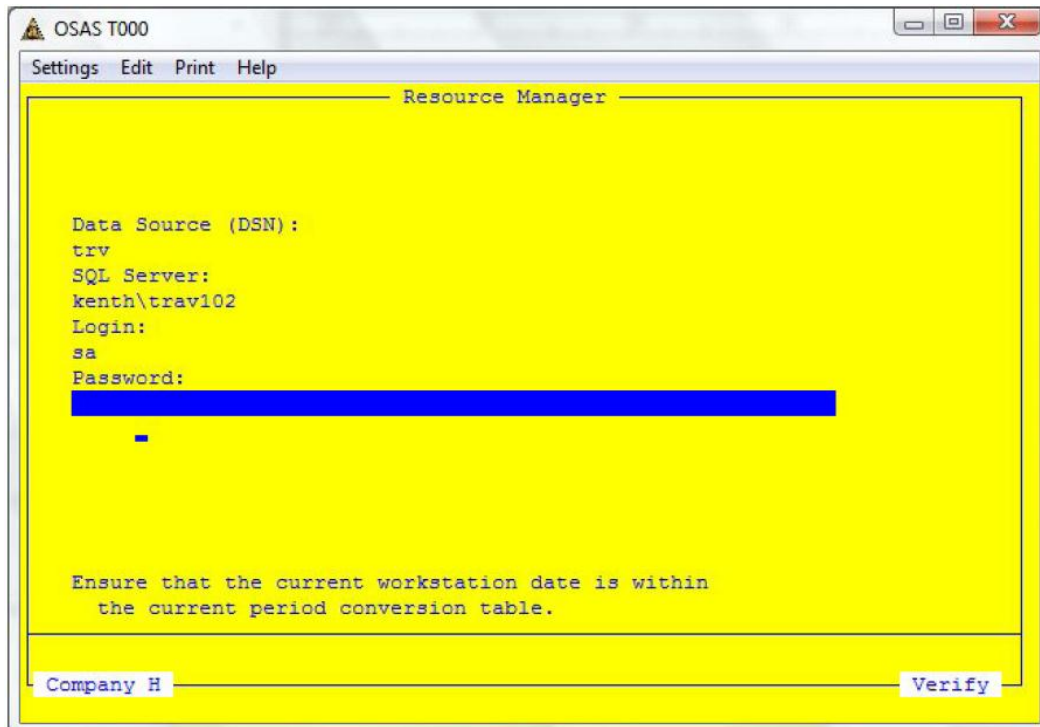 OSAS T000
Settings Edit Print Help
Resource Manager
Data Source (DSN):
trv
SQL Server:
kenth\trav102
Login:
sa
Password:
Ensure that the current workstation date is within
the current period conversion table.
Company H
Verify